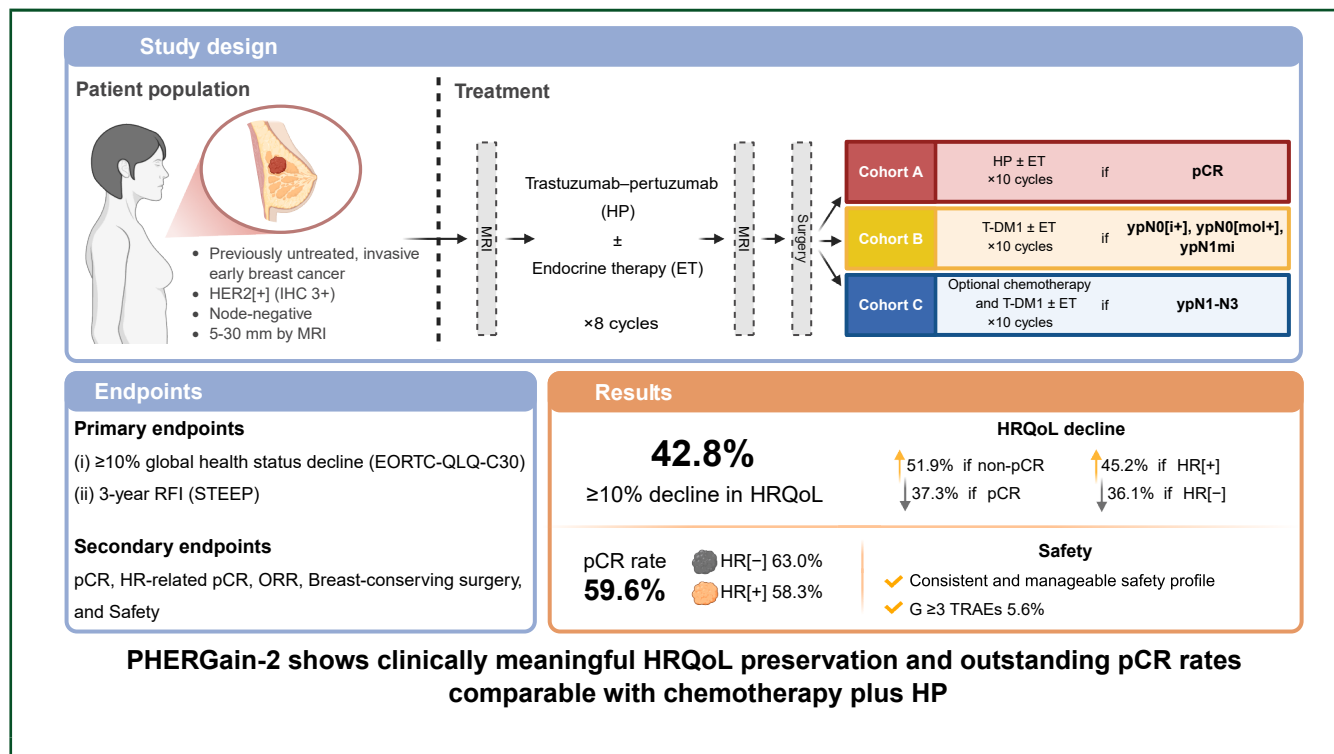 Study design
Patient population
• Previously untreated, invasive
early breast cancer
• HER2[+] (IHC 3+)
• Node-negative
• 5-30 mm by MRI
Treatment
MRI
Trastuzumab–pertuzumab
(HP)
±
Endocrine therapy (ET)
×8 cycles
MRI
Surgery
Cohort A
HP ± ET
×10 cycles
if
pCR
Cohort B
T-DM1 ± ET
×10 cycles
if
ypN0[i+], ypN0[mol+],
ypN1mi
Cohort C
Optional chemotherapy
and T-DM1 ± ET
×10 cycles
if
ypN1-N3
Endpoints
Primary endpoints
(i) ≥10% global health status decline (EORTC-QLQ-C30)
(ii) 3-year RFI (STEEP)
Secondary endpoints
pCR, HR-related pCR, ORR, Breast-conserving surgery,
and Safety
Results
42.8%
≥10% decline in HRQoL
HRQoL decline
51.9% if non-pCR
37.3% if pCR
45.2% if HR[+]
36.1% if HR[−]
pCR rate
59.6%
HR[−] 63.0%
HR[+] 58.3%
Safety
Consistent and manageable safety profile
G ≥3 TRAEs 5.6%
PHERGain-2 shows clinically meaningful HRQoL preservation and outstanding pCR rates
comparable with chemotherapy plus HP